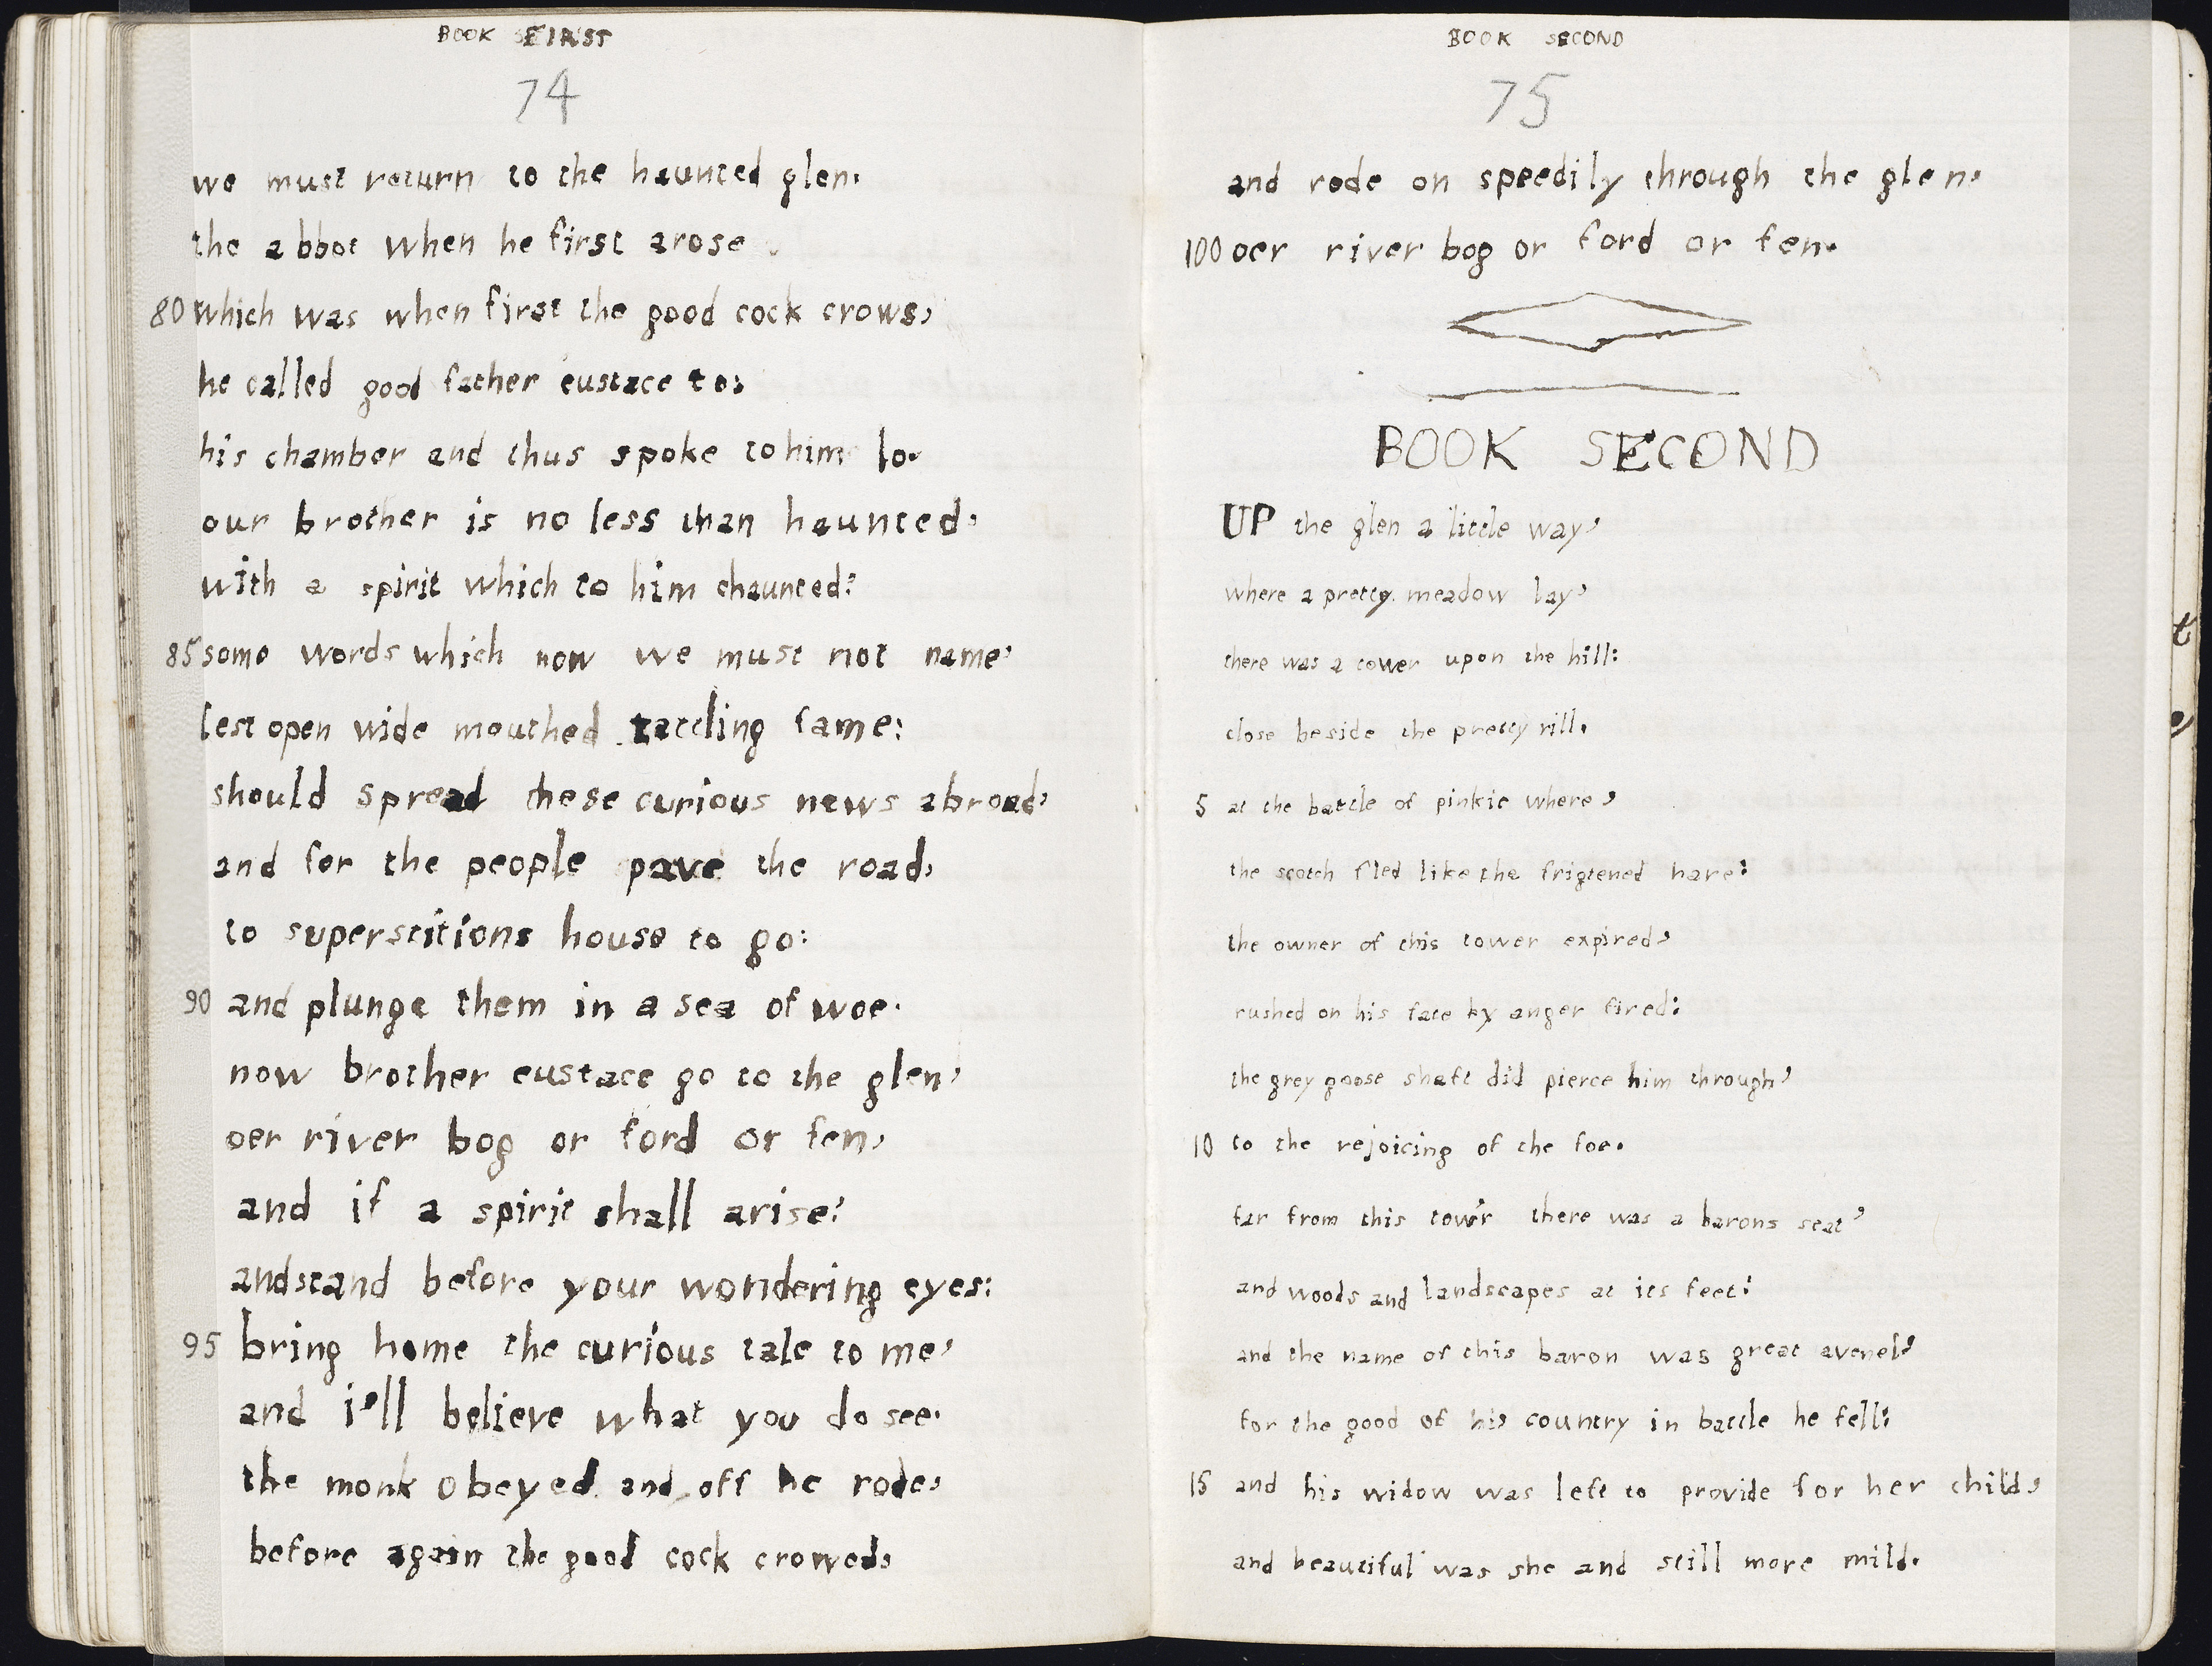 BOOK FIRST
74
we must return to the haunted glen.
the abbot when he first arose
80 which was when first the good cock crows,
he called good father eustace to;
his chamber and thus spoke to him lo.
our brother is no less than haunted,
with a spirit which to him chaunted:
85 some words which now we must not name,
lest open wide mouthed tattling fame:
should spread these curious news abroad,
and for the people pave the road,
to superstitions house to go:
90 and plunge them in a sea of woe.
now brother eustace go to the glen,
oer river bog or ford or fen,
and if a spirit shall arise:
andstand before your wondering eyes:
95 bring home the curious tale to me,
and i'll believe what you do see.
the monk obeyed and off he rode,
before again the good cock crowed,
BOOK SECOND
75
and rode on speedily through the glen,
100 oer river bog or ford or fen.
BOOK SECOND
UP the glen a little way,
where a pretty meadow lay,
there was a tower upon the hill:
close beside the pretty rill.
5 at the battle of pinkie where,
the scotch fled like the frigtened hare:
the owner of this tower expired,
rushed on his fate by anger fired:
the grey goose shaft did pierce him through,
10 to the rejoicing of the foe.
far from this tow'r there was a barons seat,
and woods and landscapes at its feet:
and the name of this baron was great avenel,
for the good of his country in battle he fell:
15 and his widow was left to provide for her child,
and beautiful was she and still more mild.
t